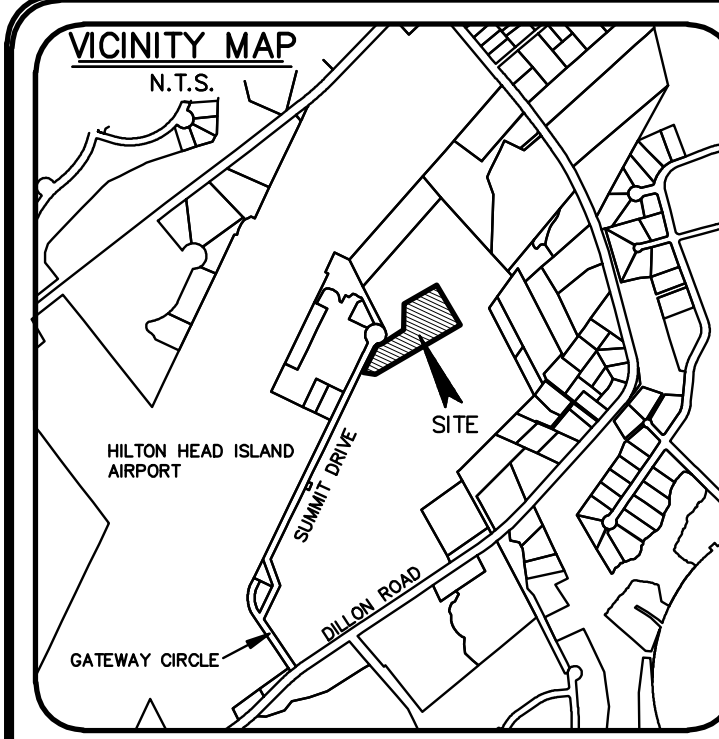 VICINITY MAP
N.T.S.
SITE
HILTON HEAD ISLAND
AIRPORT
SUMMIT DRIVE
DILLON ROAD
GATEWAY CIRCLE